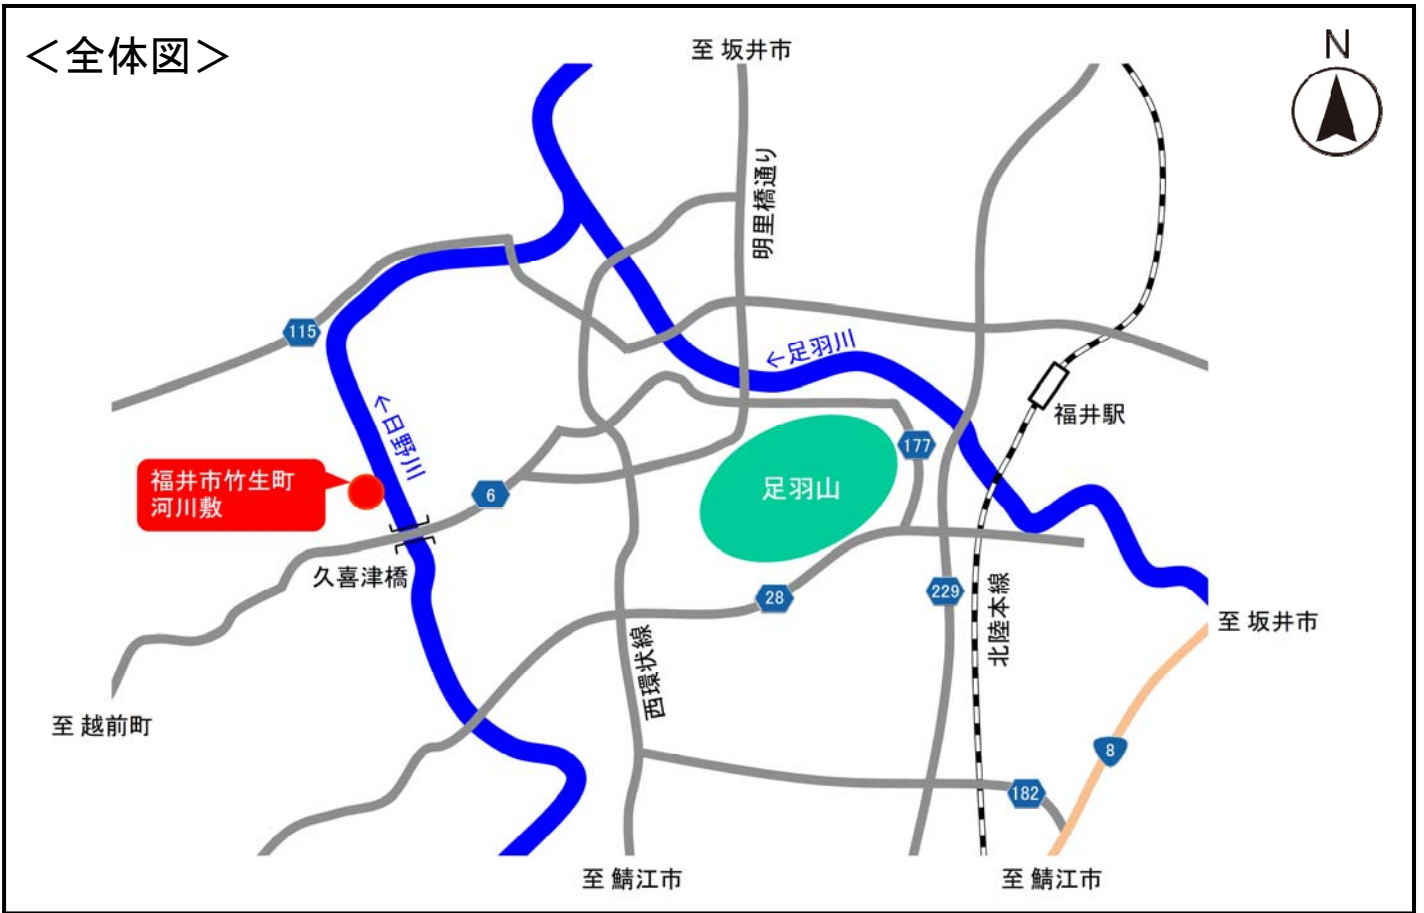 ＜全体図＞
至 坂井市
N
明里橋通り
115
←足羽川
←日野川
福井駅
177
福井市竹生町
河川敷
6
足羽山
久喜津橋
28
229
北陸本線
至 坂井市
西環状線
至 越前町
8
182
至 鯖江市
至 鯖江市